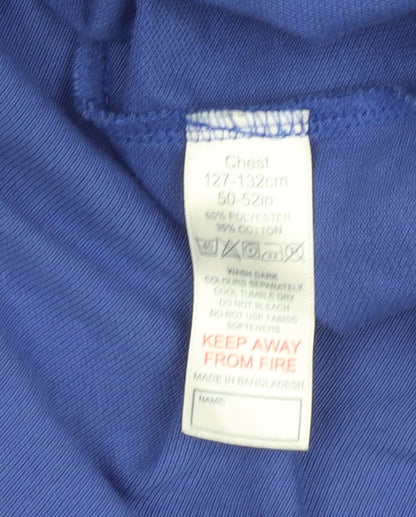 Chest
127-132cm
50-52in
65% POLYESTER
35% COTTON
WASH DARK
COLOURS SEPARATELY
COOL TUMBLE DRY
DO NOT BLEACH
DO NOT USE FABRIC
SOFTENERS
KEEP AWAY
FROM FIRE
MADE IN BANGLADESH
NAME: